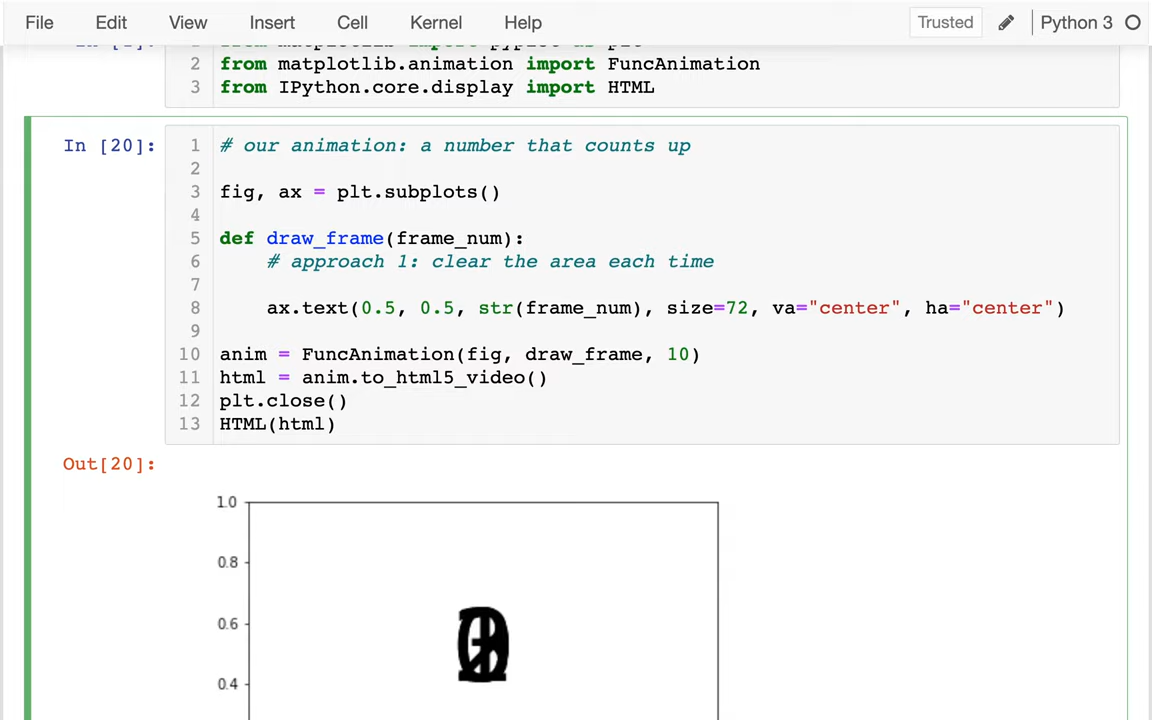 File Edit View Insert Cell Kernel Help Trusted Python 3
2 from matplotlib.animation import FuncAnimation
3 from IPython.core.display import HTML
In [20]: 1 # our animation: a number that counts up
2
3 fig, ax = plt.subplots()
4
5 def draw_frame(frame_num):
6 # approach 1: clear the area each time
7
8 ax.text(0.5, 0.5, str(frame_num), size=72, va="center", ha="center")
9
10 anim = FuncAnimation(fig, draw_frame, 10)
11 html = anim.to_html5_video()
12 plt.close()
13 HTML(html)
Out[20]:
1.0
0.8
0.6
0.4